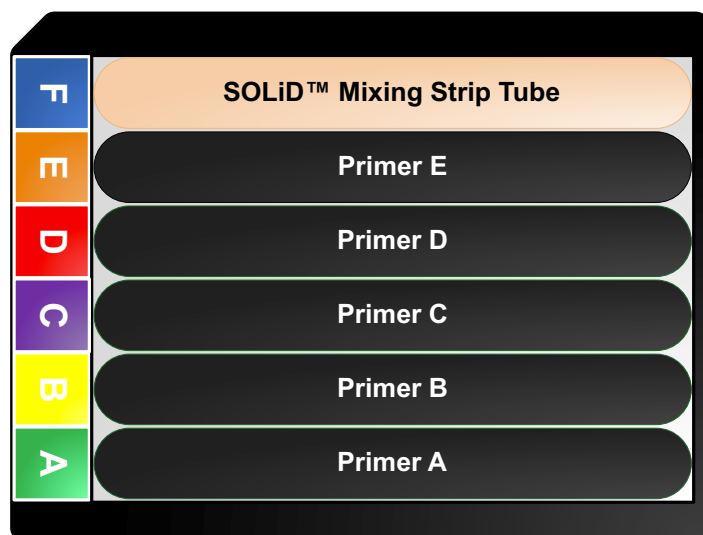 F SOLiD™ Mixing Strip Tube
E Primer E
D Primer D
C Primer C
B Primer B
A Primer A